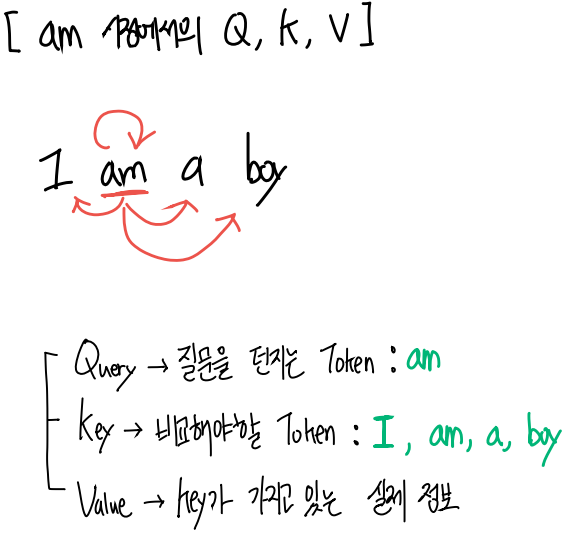 [ am 시점에서의 Q, K, V ]
I am a boy
Query → 질문을 던지는 Token : am
Key → 비교해야할 Token : I, am, a, boy
Value → Key가 가지고 있는 실제 정보